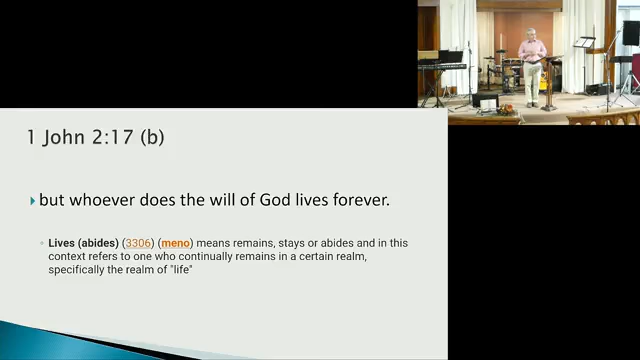 1 John 2:17 (b)
but whoever does the will of God lives forever.
Lives (abides) (3306) (meno) means remains, stays or abides and in this
context refers to one who continually remains in a certain realm,
specifically the realm of "life"